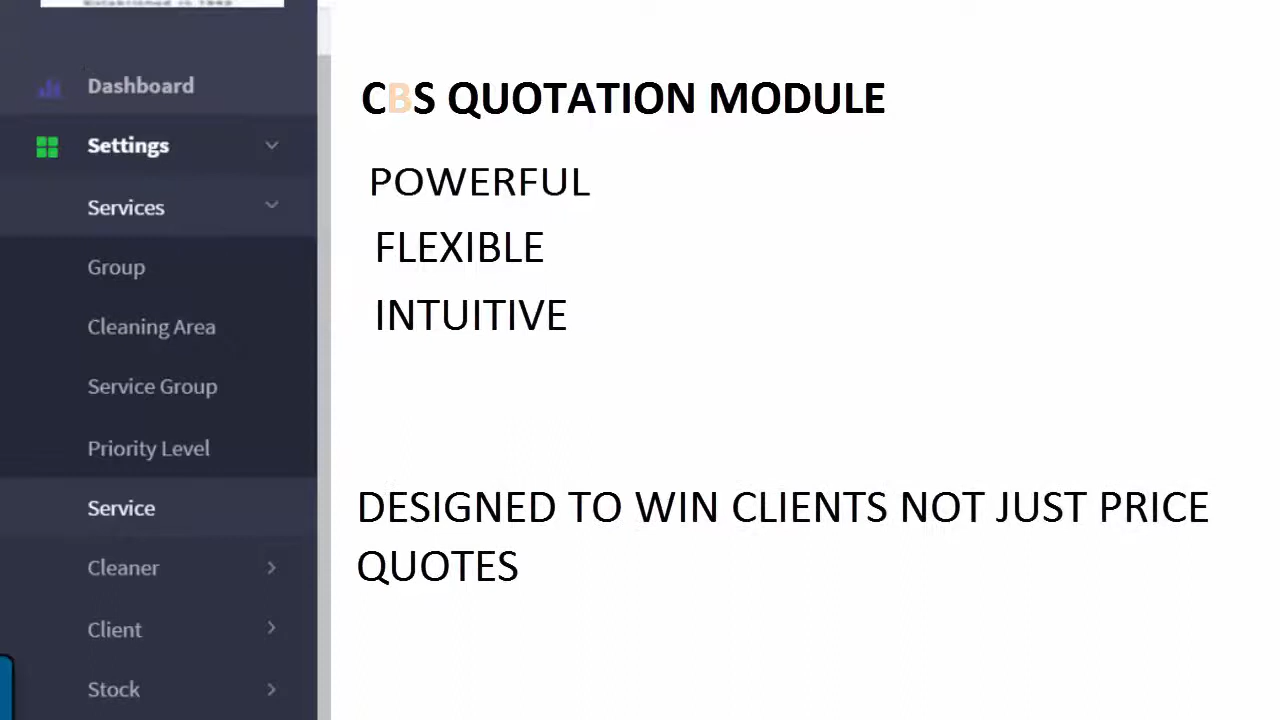 Dashboard
Settings
Services
Group
Cleaning Area
Service Group
Priority Level
Service
Cleaner
Client
Stock
CBS QUOTATION MODULE
POWERFUL
FLEXIBLE
INTUITIVE
DESIGNED TO WIN CLIENTS NOT JUST PRICE
QUOTES